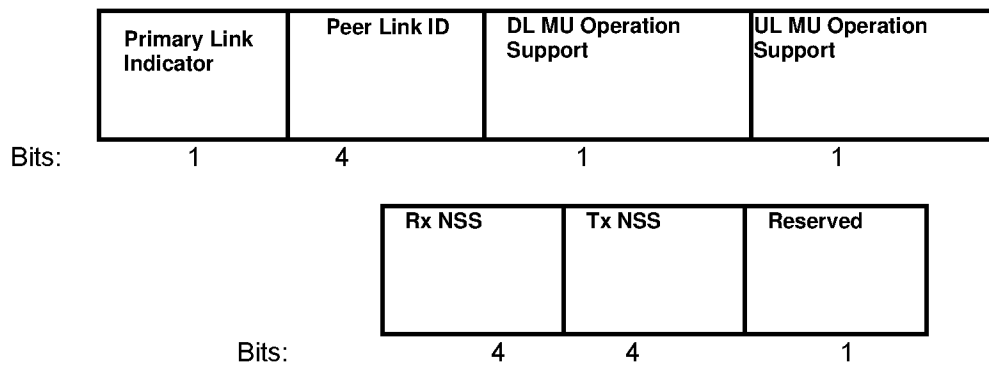 Primary Link
Indicator
Peer Link ID
DL MU Operation
Support
UL MU Operation
Support
Bits: 1 4 1 1
Rx NSS Tx NSS Reserved
Bits: 4 4 1